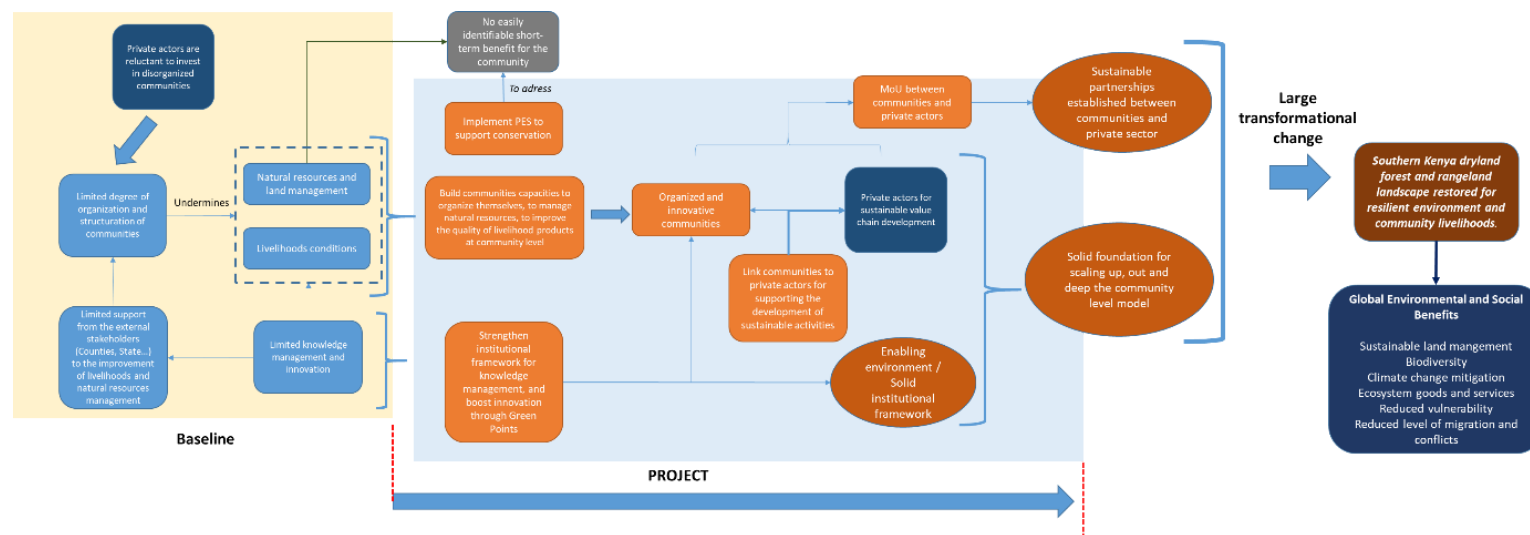 Private actors are
reluctant to invest
in disorganized
communities
Limited degree of
organization and
structuration of
communities
Undermines
Natural resources and
land management
Livelihoods conditions
Limited support
from the external
stakeholders
(Counties, State...)
to the improvement
of livelihoods and
natural resources
management
Limited knowledge
management and
innovation
Baseline
No easily
identifiable short-
term benefit for the
community
To adress
Implement PES to
support conservation
Build communities capacities to
organize themselves, to manage
natural resources, to improve
the quality of livelihood products
at community level
Strengthen
institutional
framework for
knowledge
management, and
boost innovation
through Green
Points
Organized and
innovative
communities
MoU between
communities and
private actors
Private actors for
sustainable value
chain development
Link communities to
private actors for
supporting the
development of
sustainable activities
Enabling
environment /
Solid
institutional
framework
PROJECT
Sustainable
partnerships
established between
communities and
private sector
Solid foundation for
scaling up, out and
deep the community
level model
Large
transformational
change
Southern Kenya dryland
forest and rangeland
landscape restored for
resilient environment and
community livelihoods.
Global Environmental and Social
Benefits
Sustainable land mangement
Biodiversity
Climate change mitigation
Ecosystem goods and services
Reduced vulnerability
Reduced level of migration and
conflicts